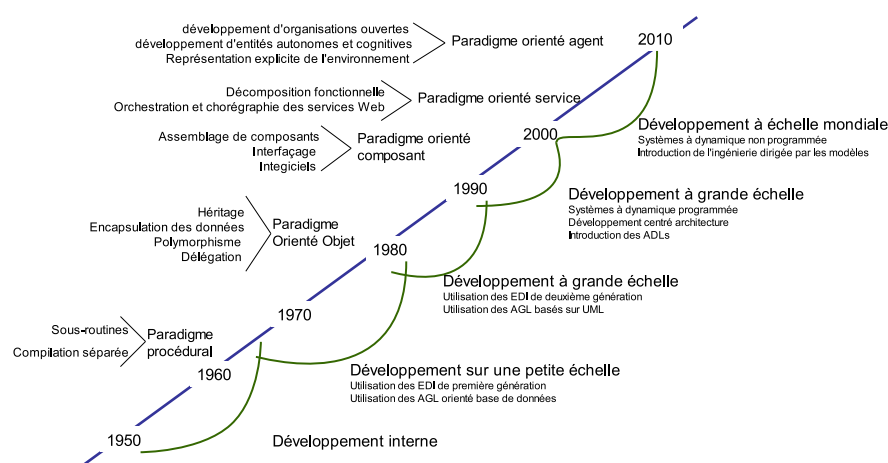 développement d'organisations ouvertes
développement d'entités autonomes et cognitives
Représentation explicite de l'environnement
Paradigme orienté agent
2010
Décomposition fonctionnelle
Orchestration et chorégraphie des services Web
Paradigme orienté service
Assemblage de composants
Interfaçage
Integiciels
Paradigme orienté
composant
2000
Développement à échelle mondiale
Systèmes à dynamique non programmée
Introduction de l'ingénierie dirigée par les modèles
1990
Développement à grande échelle
Systèmes à dynamique programmée
Développement centré architecture
Introduction des ADLs
Héritage
Encapsulation des données
Polymorphisme
Délégation
Paradigme
Orienté Objet
1980
Développement à grande échelle
Utilisation des EDI de deuxième génération
Utilisation des AGL basés sur UML
1970
Sous-routines
Compilation séparée
Paradigme
procédural
1960
Développement sur une petite échelle
Utilisation des EDI de première génération
Utilisation des AGL orienté base de données
1950
Développement interne